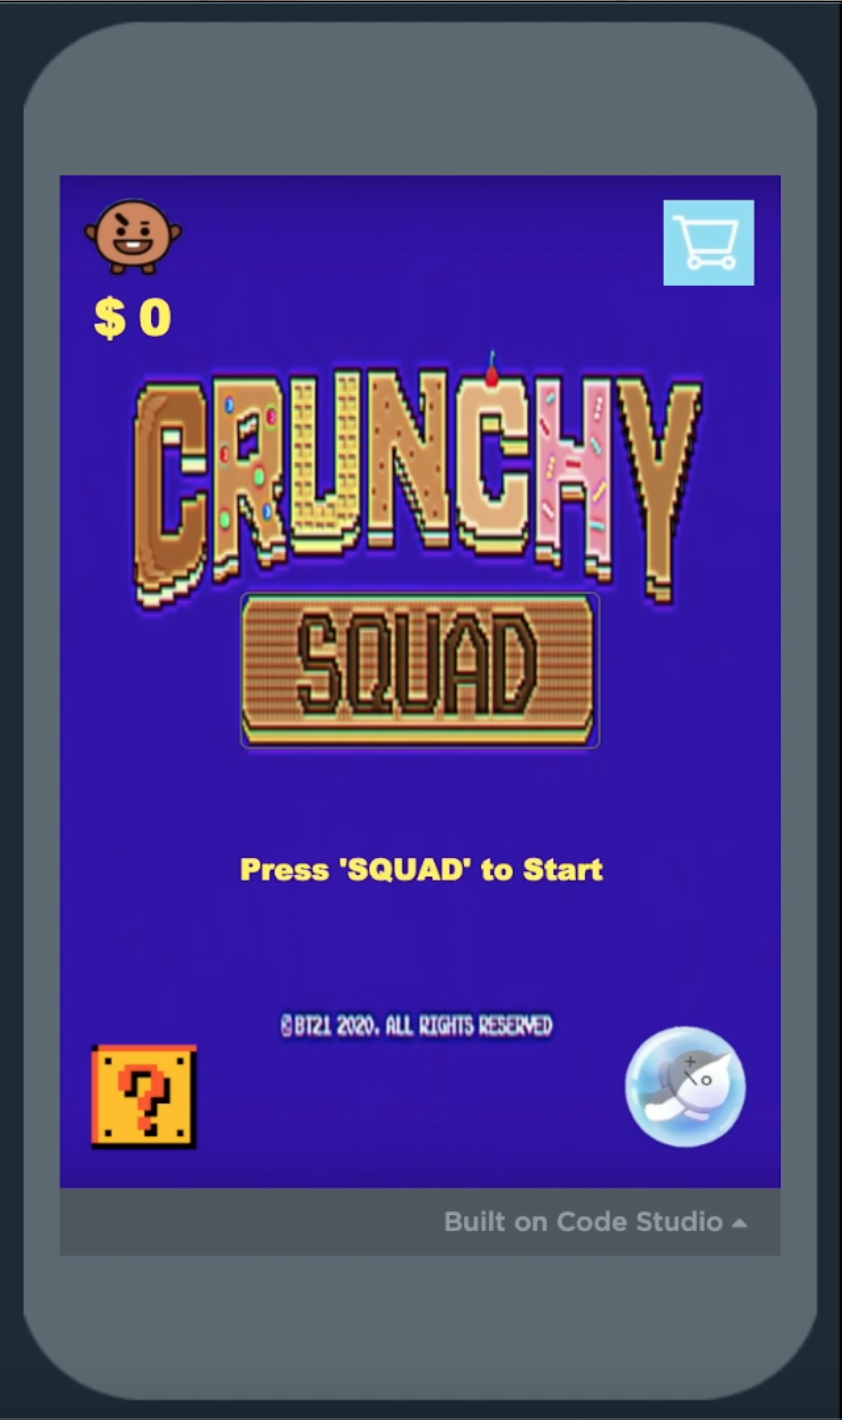 $ 0
CRUNCHY
SQUAD
Press 'SQUAD' to Start
©BT21 2020. ALL RIGHTS RESERVED
?
Built on Code Studio